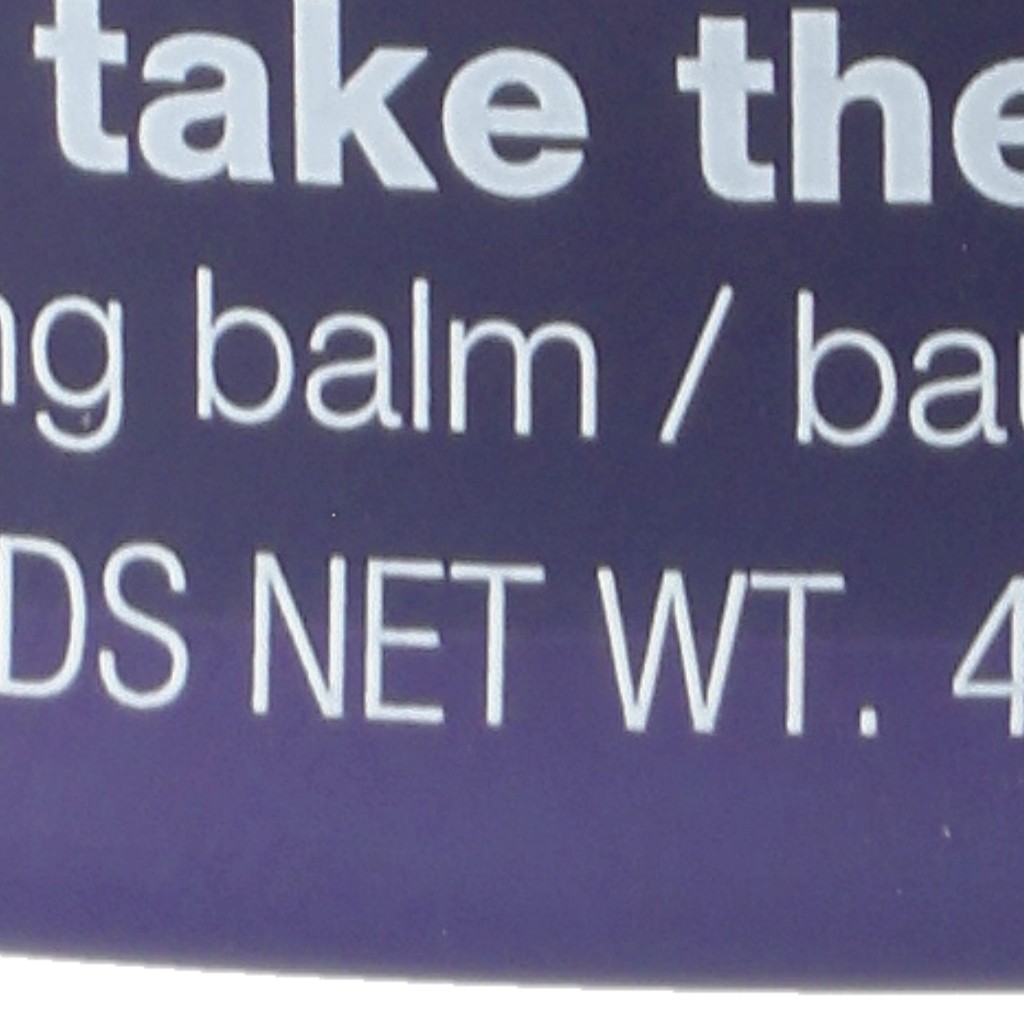 take the
ng balm / bau
DS NET WT. 4